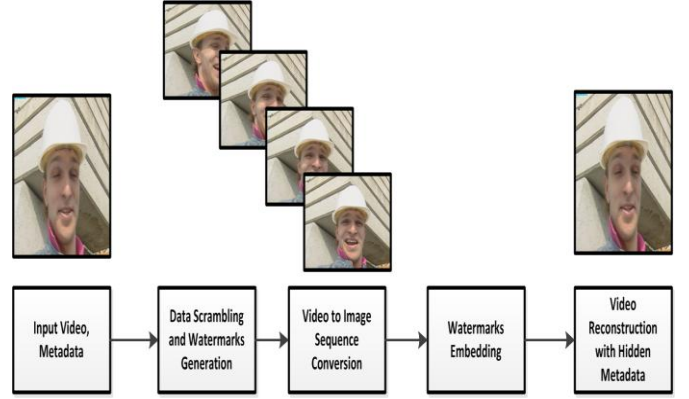 Input Video,
Metadata
Data Scrambling
and Watermarks
Generation
Video to Image
Sequence
Conversion
Watermarks
Embedding
Video
Reconstruction
with Hidden
Metadata